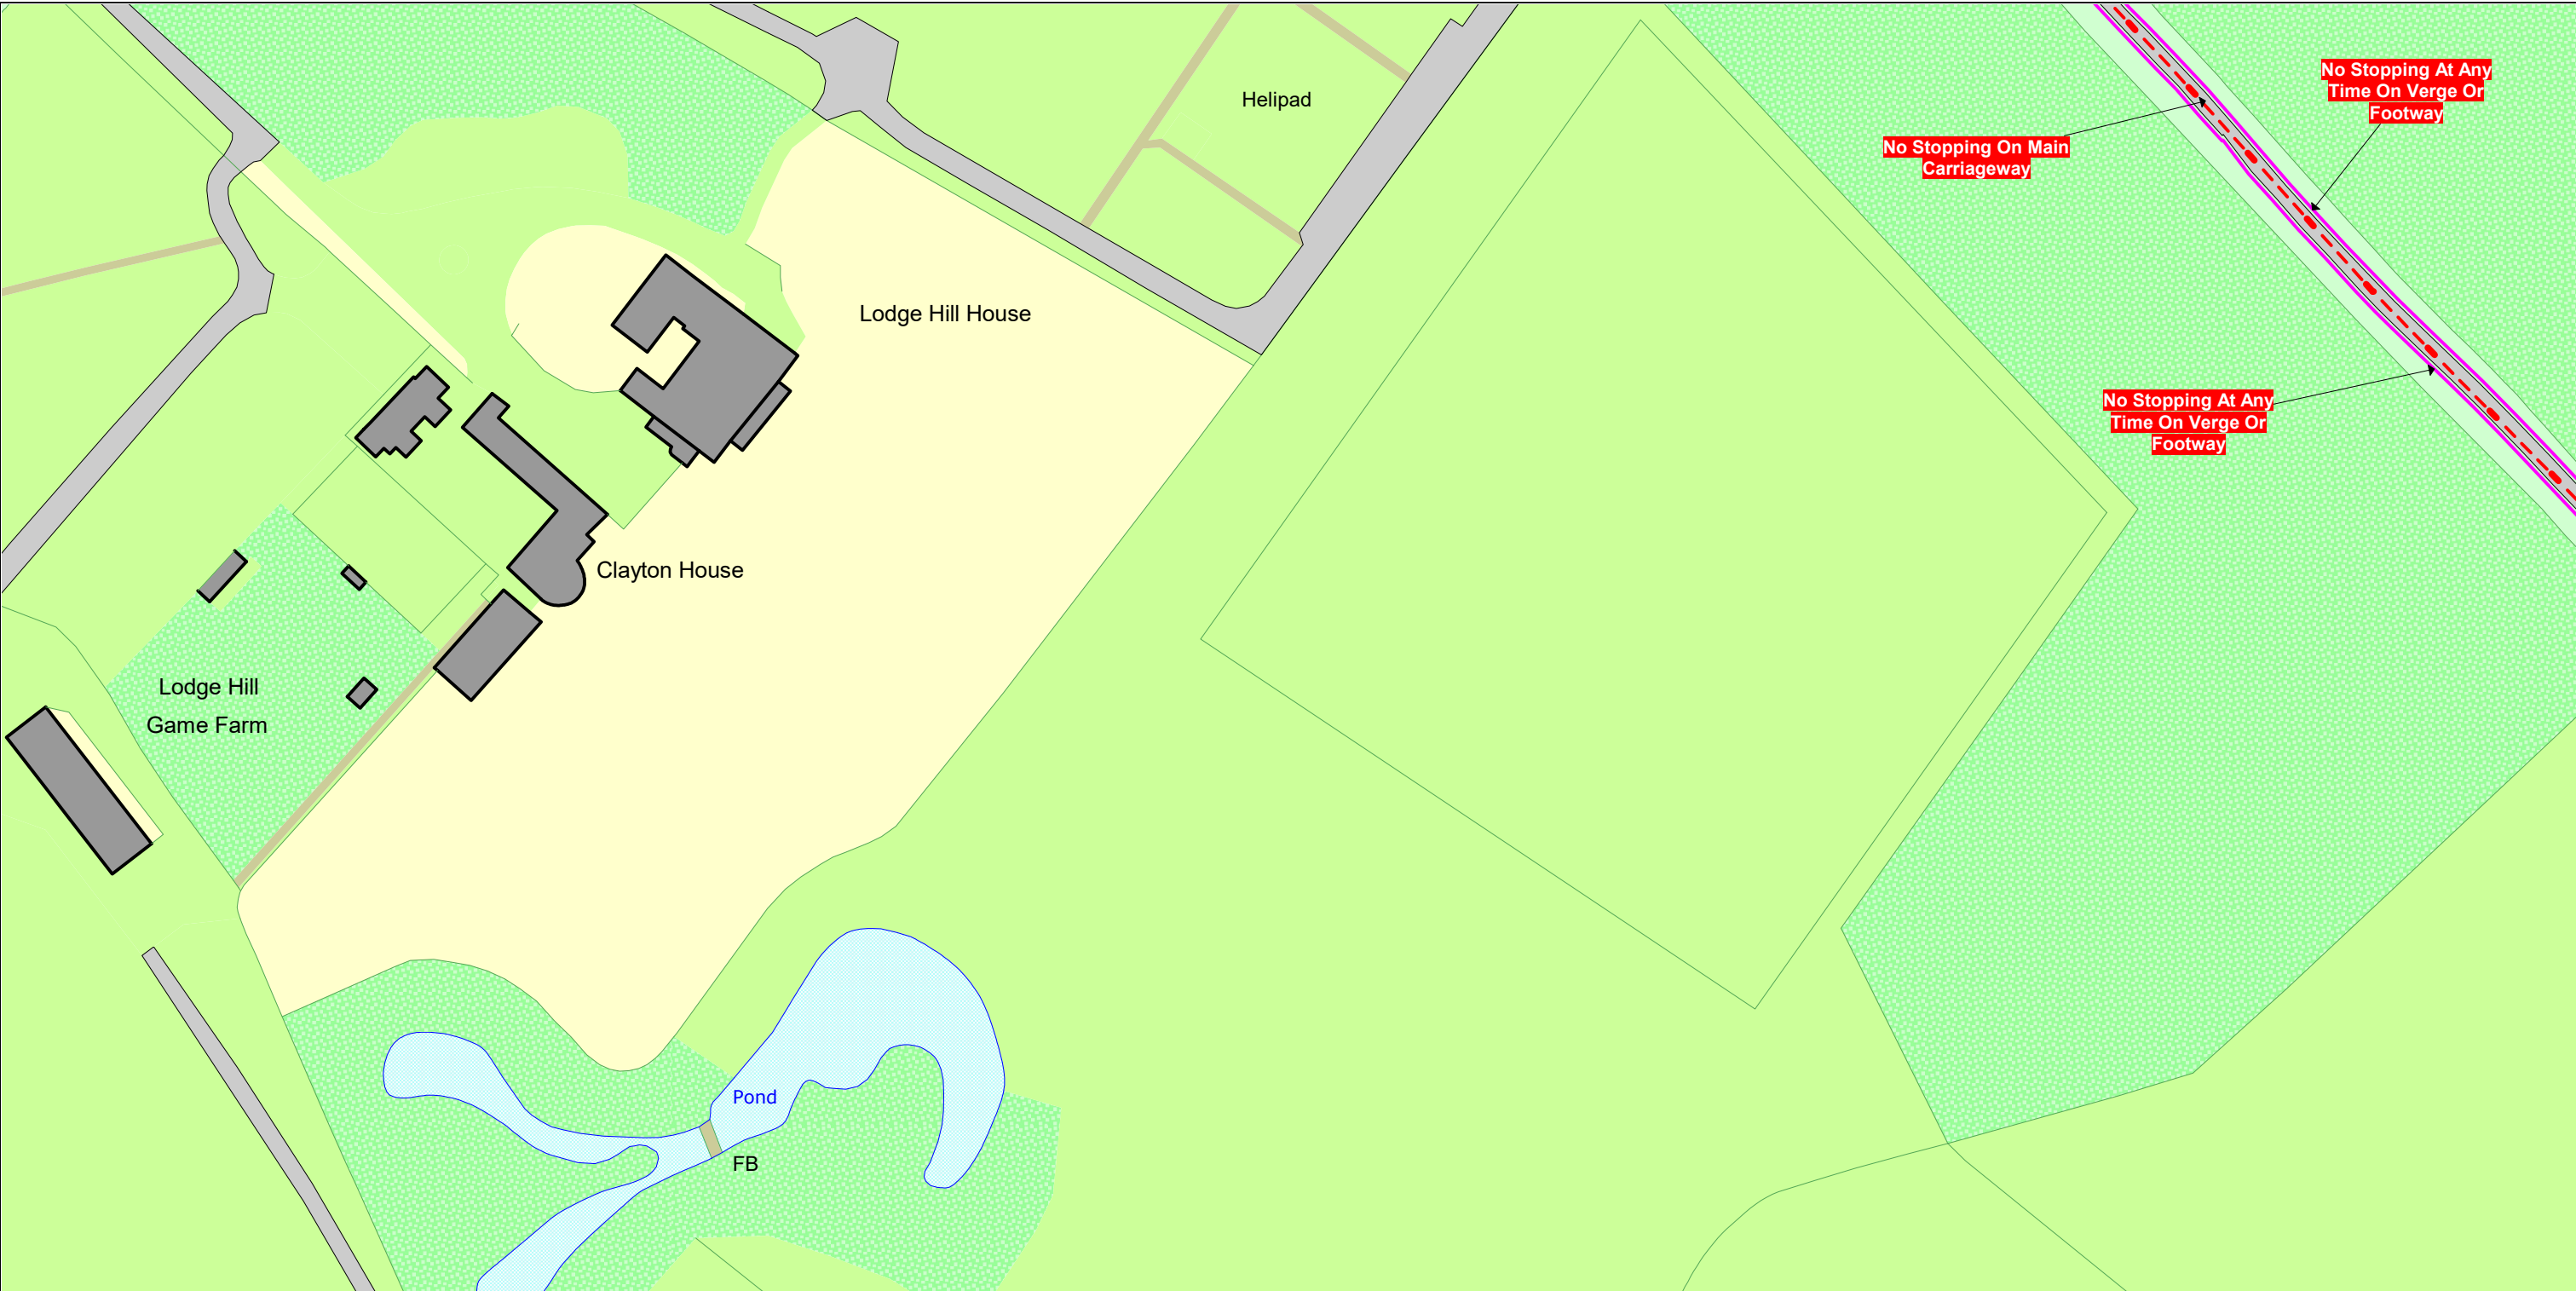 No Stopping At Any
Time On Verge Or
Footway
Helipad
No Stopping On Main
Carriageway
Lodge Hill House
No Stopping At Any
Time On Verge Or
Footway
Clayton House
Lodge Hill
Game Farm
Pond
FB